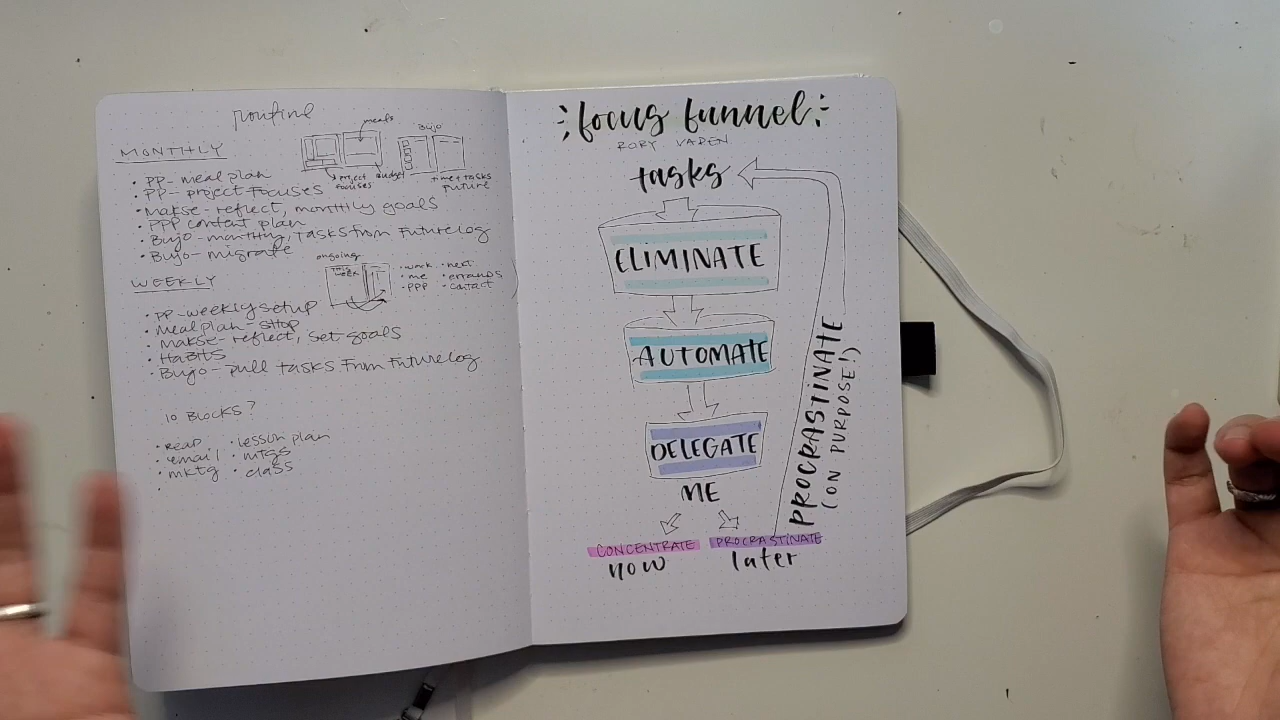 routine
MONTHLY
• PP - meal plan
• PP - project focuses
• Makse - reflect, monthly goals
• PPP content plan
• Bujo - monthly, tasks from Future log
• Bujo - migrate
meals
project focuses
budget
Bujo
time + tasks
future
WEEKLY
ongoing
• work • next
• me • errands
• PPP • contact
• PP - weekly setup
• meal plan - shop
• Makse - reflect, set goals
• Habits
• Bujo - pull tasks from Future log
10 BLOCKS?
• read • lesson plan
• email • mtgs
• mktg • class
focus funnel
RORY VADEN
tasks
ELIMINATE
AUTOMATE
DELEGATE
ME
CONCENTRATE
now
PROCRASTINATE
later
PROCRASTINATE
(ON PURPOSE!)